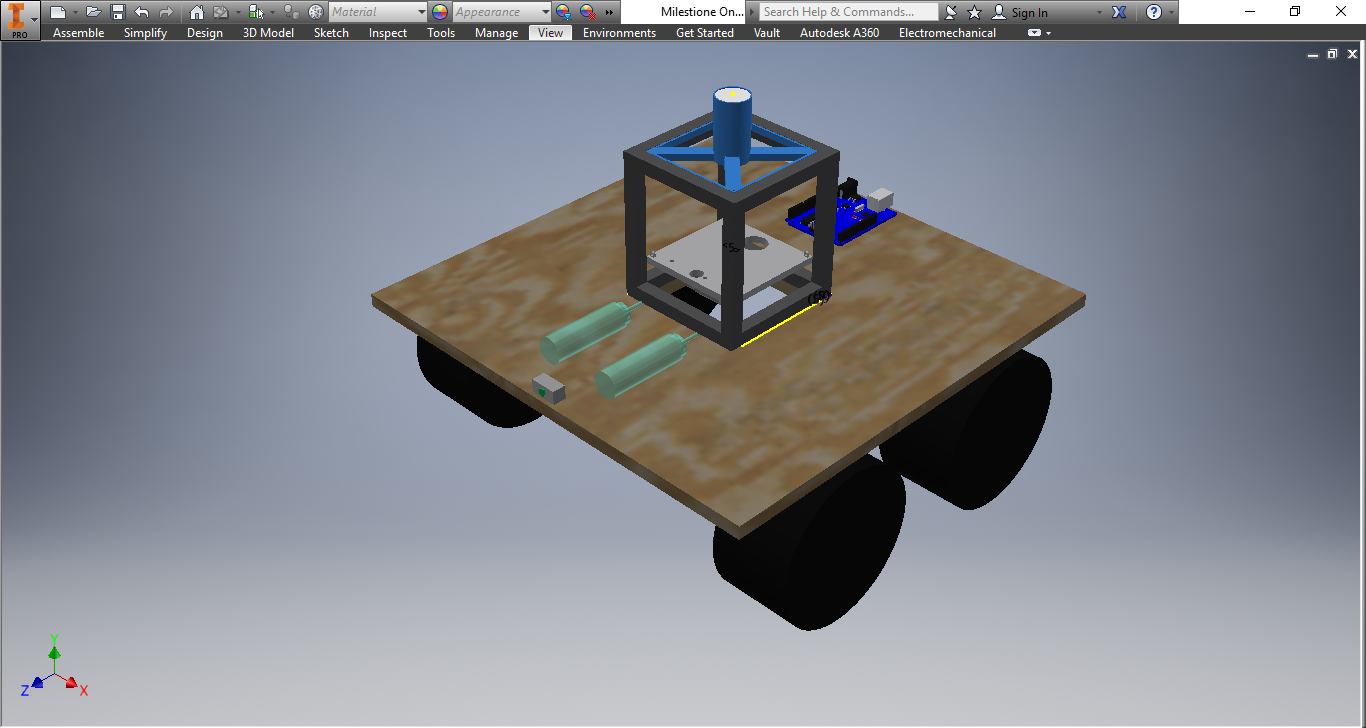 Material
Appearance
Milestone On...
Search Help & Commands...
Sign In
PRO
Assemble
Simplify
Design
3D Model
Sketch
Inspect
Tools
Manage
View
Environments
Get Started
Vault
Autodesk A360
Electromechanical
Y
Z
X